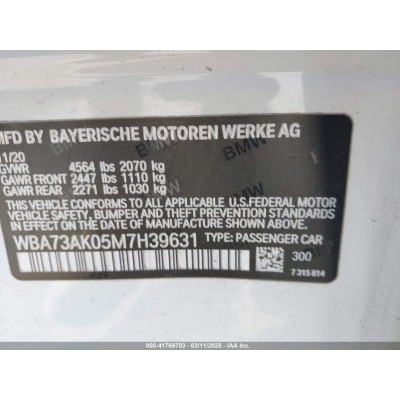 MFD BY BAYERISCHE MOTOREN WERKE AG
11/20
GVWR 4564 lbs 2070 kg
GAWR FRONT 2447 lbs 1110 kg
GAWR REAR 2271 lbs 1030 kg
THIS VEHICLE CONFORMS TO ALL APPLICABLE U.S.FEDERAL MOTOR
VEHICLE SAFETY, BUMPER, AND THEFT PREVENTION STANDARDS IN
EFFECT ON THE DATE OF MANUFACTURE SHOWN ABOVE.
WBA73AK05M7H39631 TYPE: PASSENGER CAR
300
7 315 814
000-41769703 - 03/11/2025 - IAA Inc.